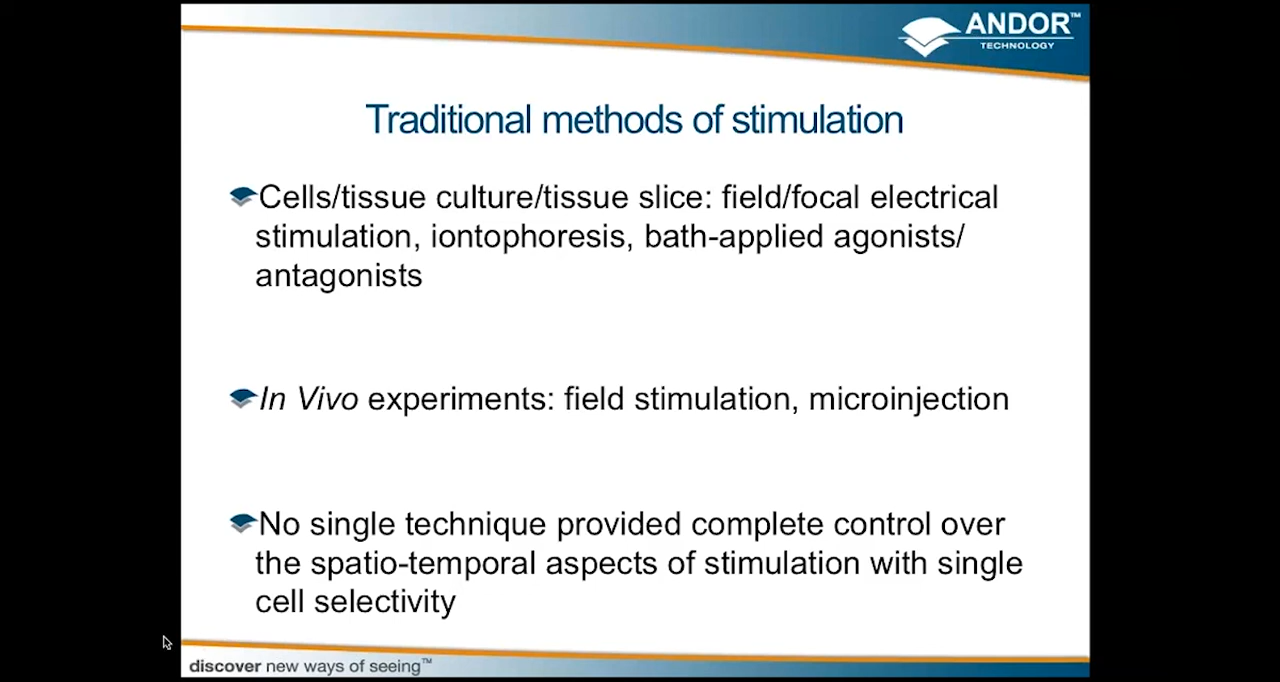 ANDOR™
TECHNOLOGY
Traditional methods of stimulation
Cells/tissue culture/tissue slice: field/focal electrical
stimulation, iontophoresis, bath-applied agonists/
antagonists
In Vivo experiments: field stimulation, microinjection
No single technique provided complete control over
the spatio-temporal aspects of stimulation with single
cell selectivity
discover new ways of seeing™